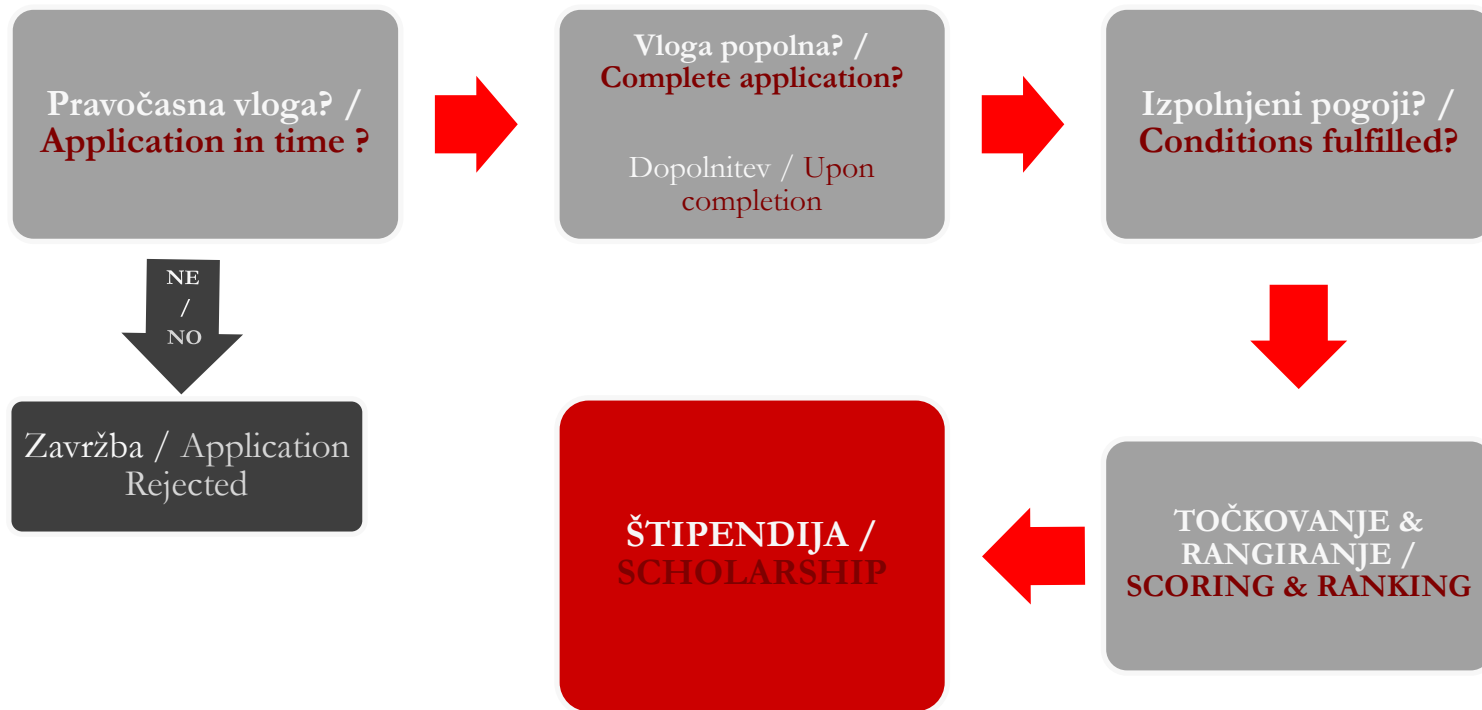 Pravočasna vloga? /
Application in time ?
Vloga popolna? /
Complete application?
Dopolnitev / Upon
completion
Izpolnjeni pogoji? /
Conditions fulfilled?
NE
/
NO
Završba / Application
Rejected
ŠTIPENDIJA /
SCHOLARSHIP
TOČKOVANJE &
RANGIRANJE /
SCORING & RANKING